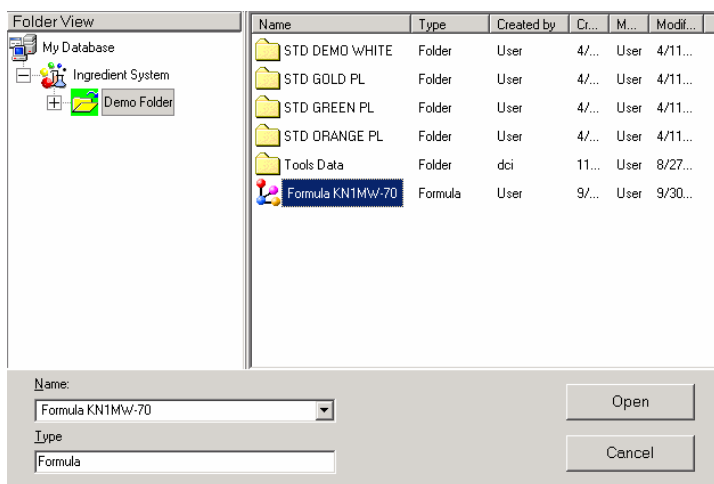 Folder View
My Database
Ingredient System
Demo Folder
Name Type Created by Cr... M... Modif...
STD DEMO WHITE Folder User 4/... User 4/11...
STD GOLD PL Folder User 4/... User 4/11...
STD GREEN PL Folder User 4/... User 4/11...
STD ORANGE PL Folder User 4/... User 4/11...
Tools Data Folder dci 11... User 8/27...
Formula KN1MW-70 Formula User 9/... User 9/30...
Name:
Formula KN1MW-70
Open
Type
Formula
Cancel